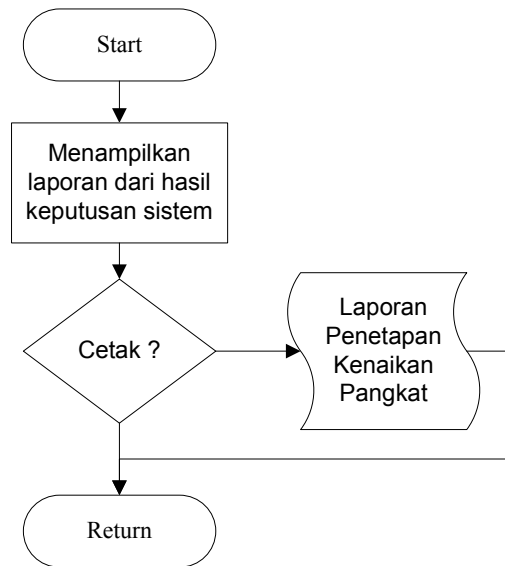 Start
Menampilkan
laporan dari hasil
keputusan sistem
Cetak ?
Laporan
Penetapan
Kenaikan
Pangkat
Return